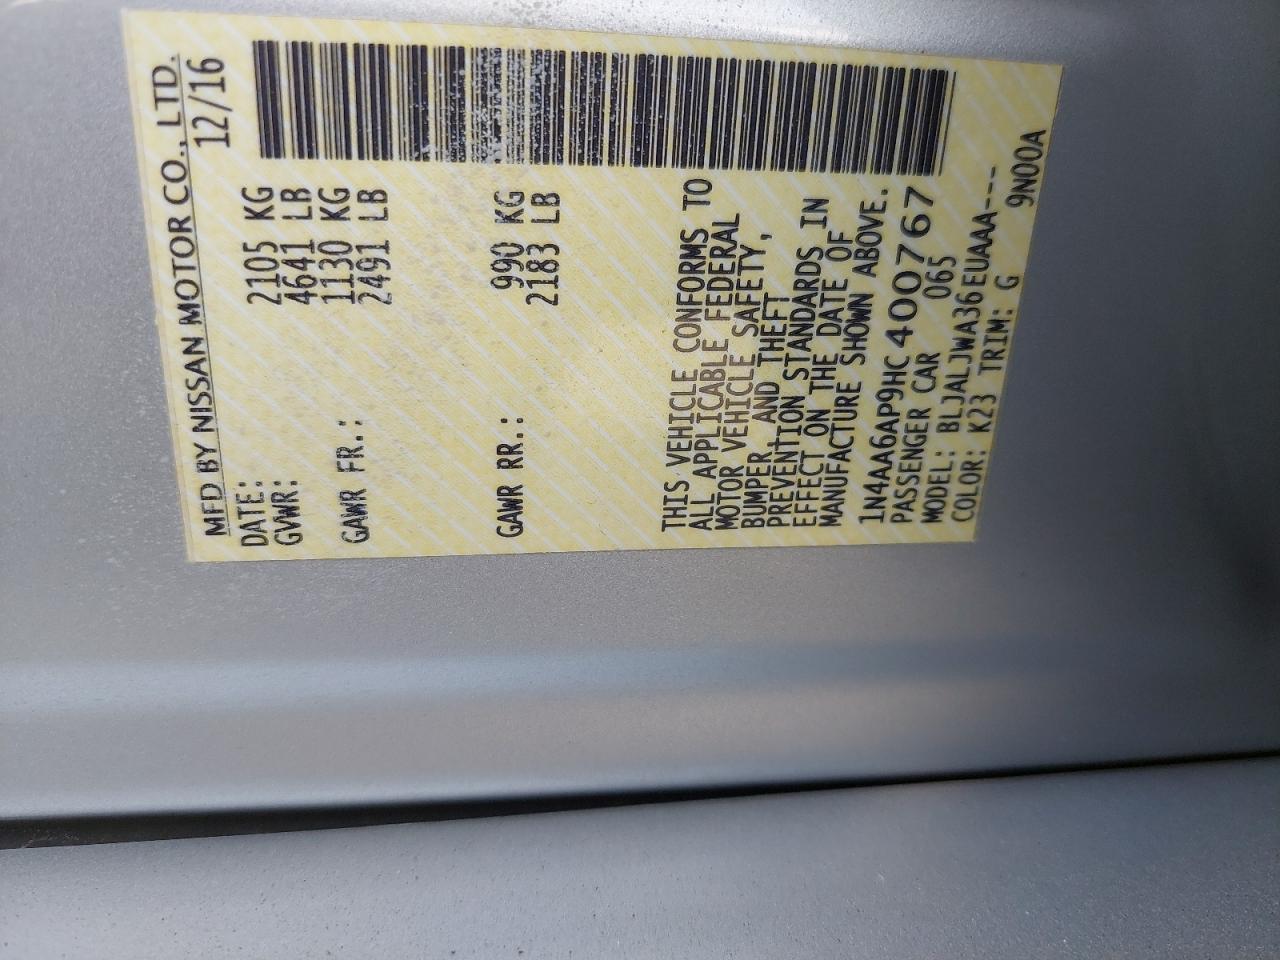 MFD BY NISSAN MOTOR CO., LTD.
DATE: 12/16
GVWR: 2105 KG
4641 LB
GAWR FR.: 1130 KG
2491 LB
GAWR RR.: 990 KG
2183 LB
THIS VEHICLE CONFORMS TO
ALL APPLICABLE FEDERAL
MOTOR VEHICLE SAFETY,
BUMPER, AND THEFT
PREVENTION STANDARDS IN
EFFECT ON THE DATE OF
MANUFACTURE SHOWN ABOVE.
1N4AA6AP9HC400767
PASSENGER CAR 065
MODEL: BLJALJWA36EUAAA---
COLOR: K23 TRIM: G 9N00A